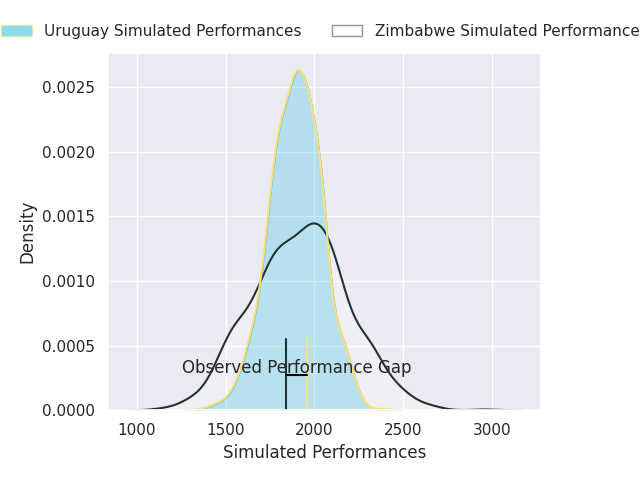 Uruguay Simulated Performances
Zimbabwe Simulated Performance
0.0025
0.0020
0.0015
0.0010
0.0005
0.0000
Density
Observed Performance Gap
1000 1500 2000 2500 3000
Simulated Performances